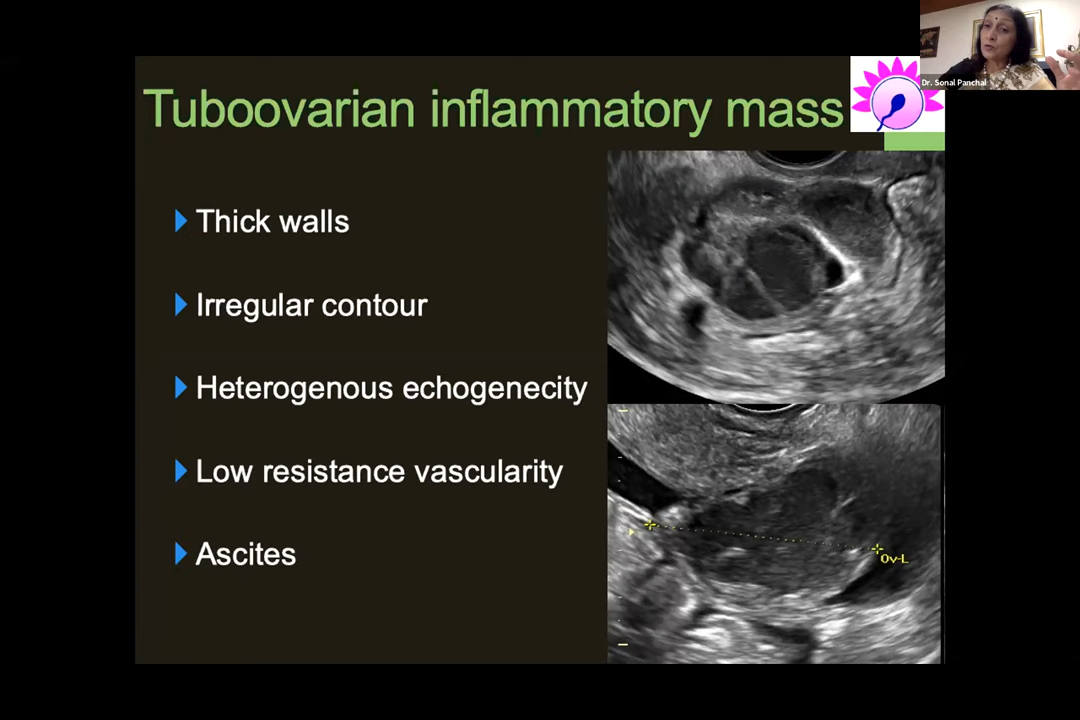 Dr. Sonal Panchal
Tuboovarian inflammatory mass
Thick walls
Irregular contour
Heterogenous echogenecity
Low resistance vascularity
Ascites
Ov-L